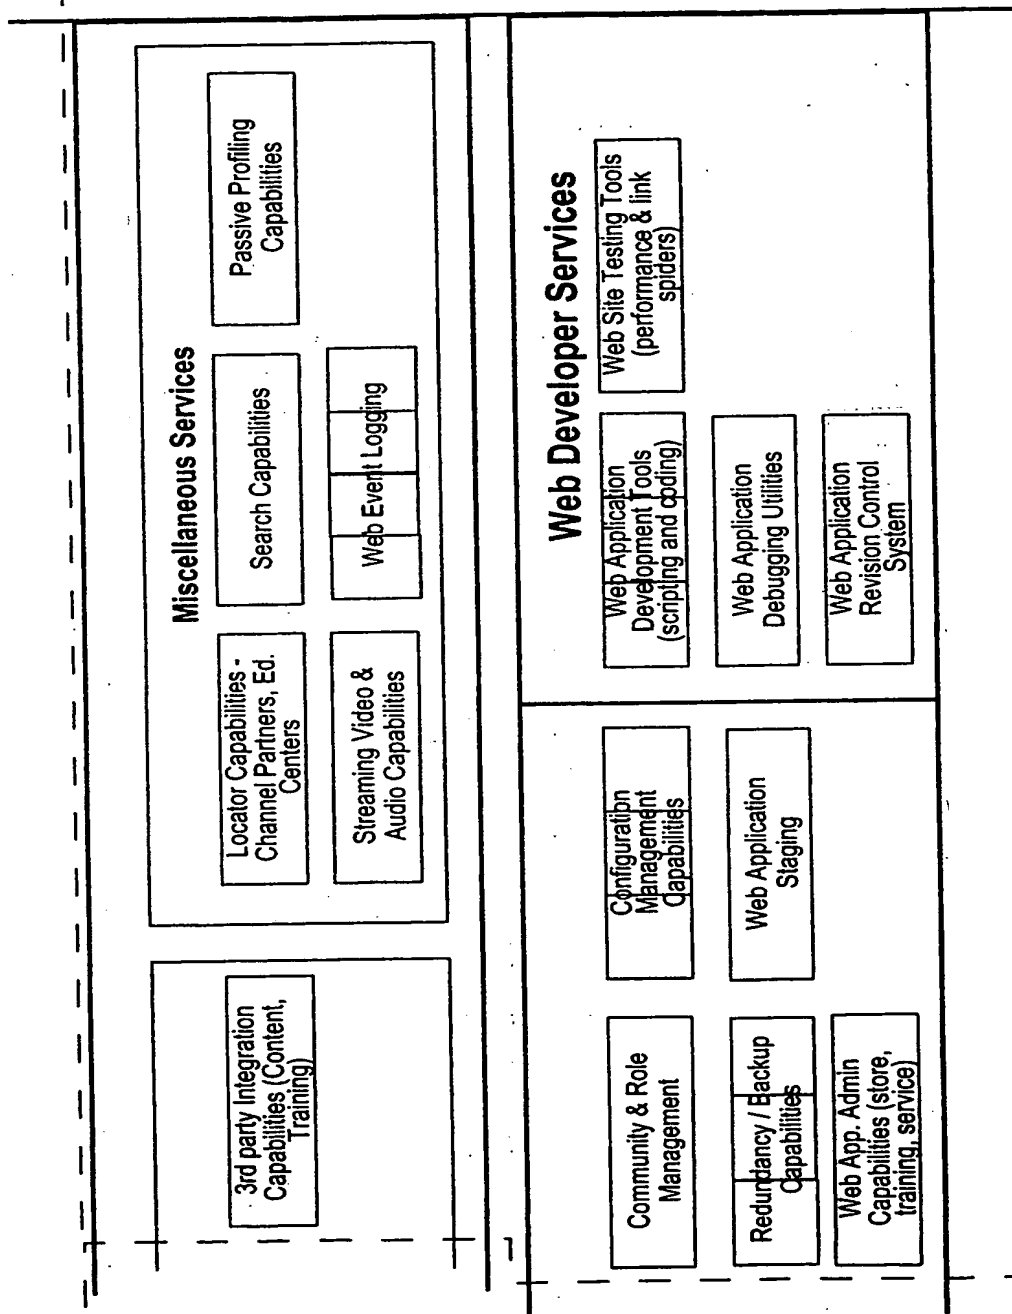 Miscellaneous Services
3rd party Integration
Capabilities (Content,
Training)
Locator Capabilities -
Channel Partners, Ed.
Centers
Search Capabilities
Passive Profiling
Capabilities
Streaming Video &
Audio Capabilities
Web Event Logging
Web Developer Services
Community & Role
Management
Configuration
Management
Capabilities
Web Application
Development Tools
(scripting and coding)
Web Site Testing Tools
(performance & link
spiders)
Redundancy / Backup
Capabilities
Web Application
Staging
Web Application
Debugging Utilities
Web App. Admin
Capabilities (store,
training, service)
Web Application
Revision Control
System